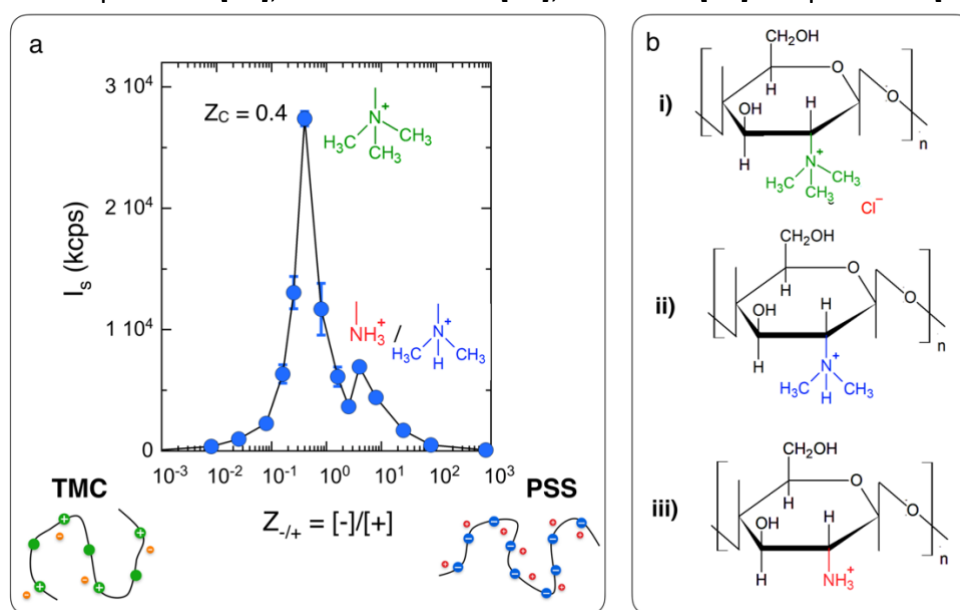 a
3 10⁴
2 10⁴
1 10⁴
0
Iₛ (kcps)
Z_C = 0.4
N⁺
H₃C
CH₃
CH₃
NH₃⁺ /
N⁺
H₃C
H
CH₃
10⁻³ 10⁻² 10⁻¹ 10⁰ 10¹ 10² 10³
Z₋/₊ = [-]/[+]
TMC
PSS
b
i)
CH₂OH
O
H
OH
H
O
H
n
N⁺
H₃C
CH₃
CH₃
Cl⁻
ii)
CH₂OH
O
H
OH
H
O
H
n
N⁺
H₃C
H
CH₃
iii)
CH₂OH
O
H
OH
H
O
H
n
NH₃⁺